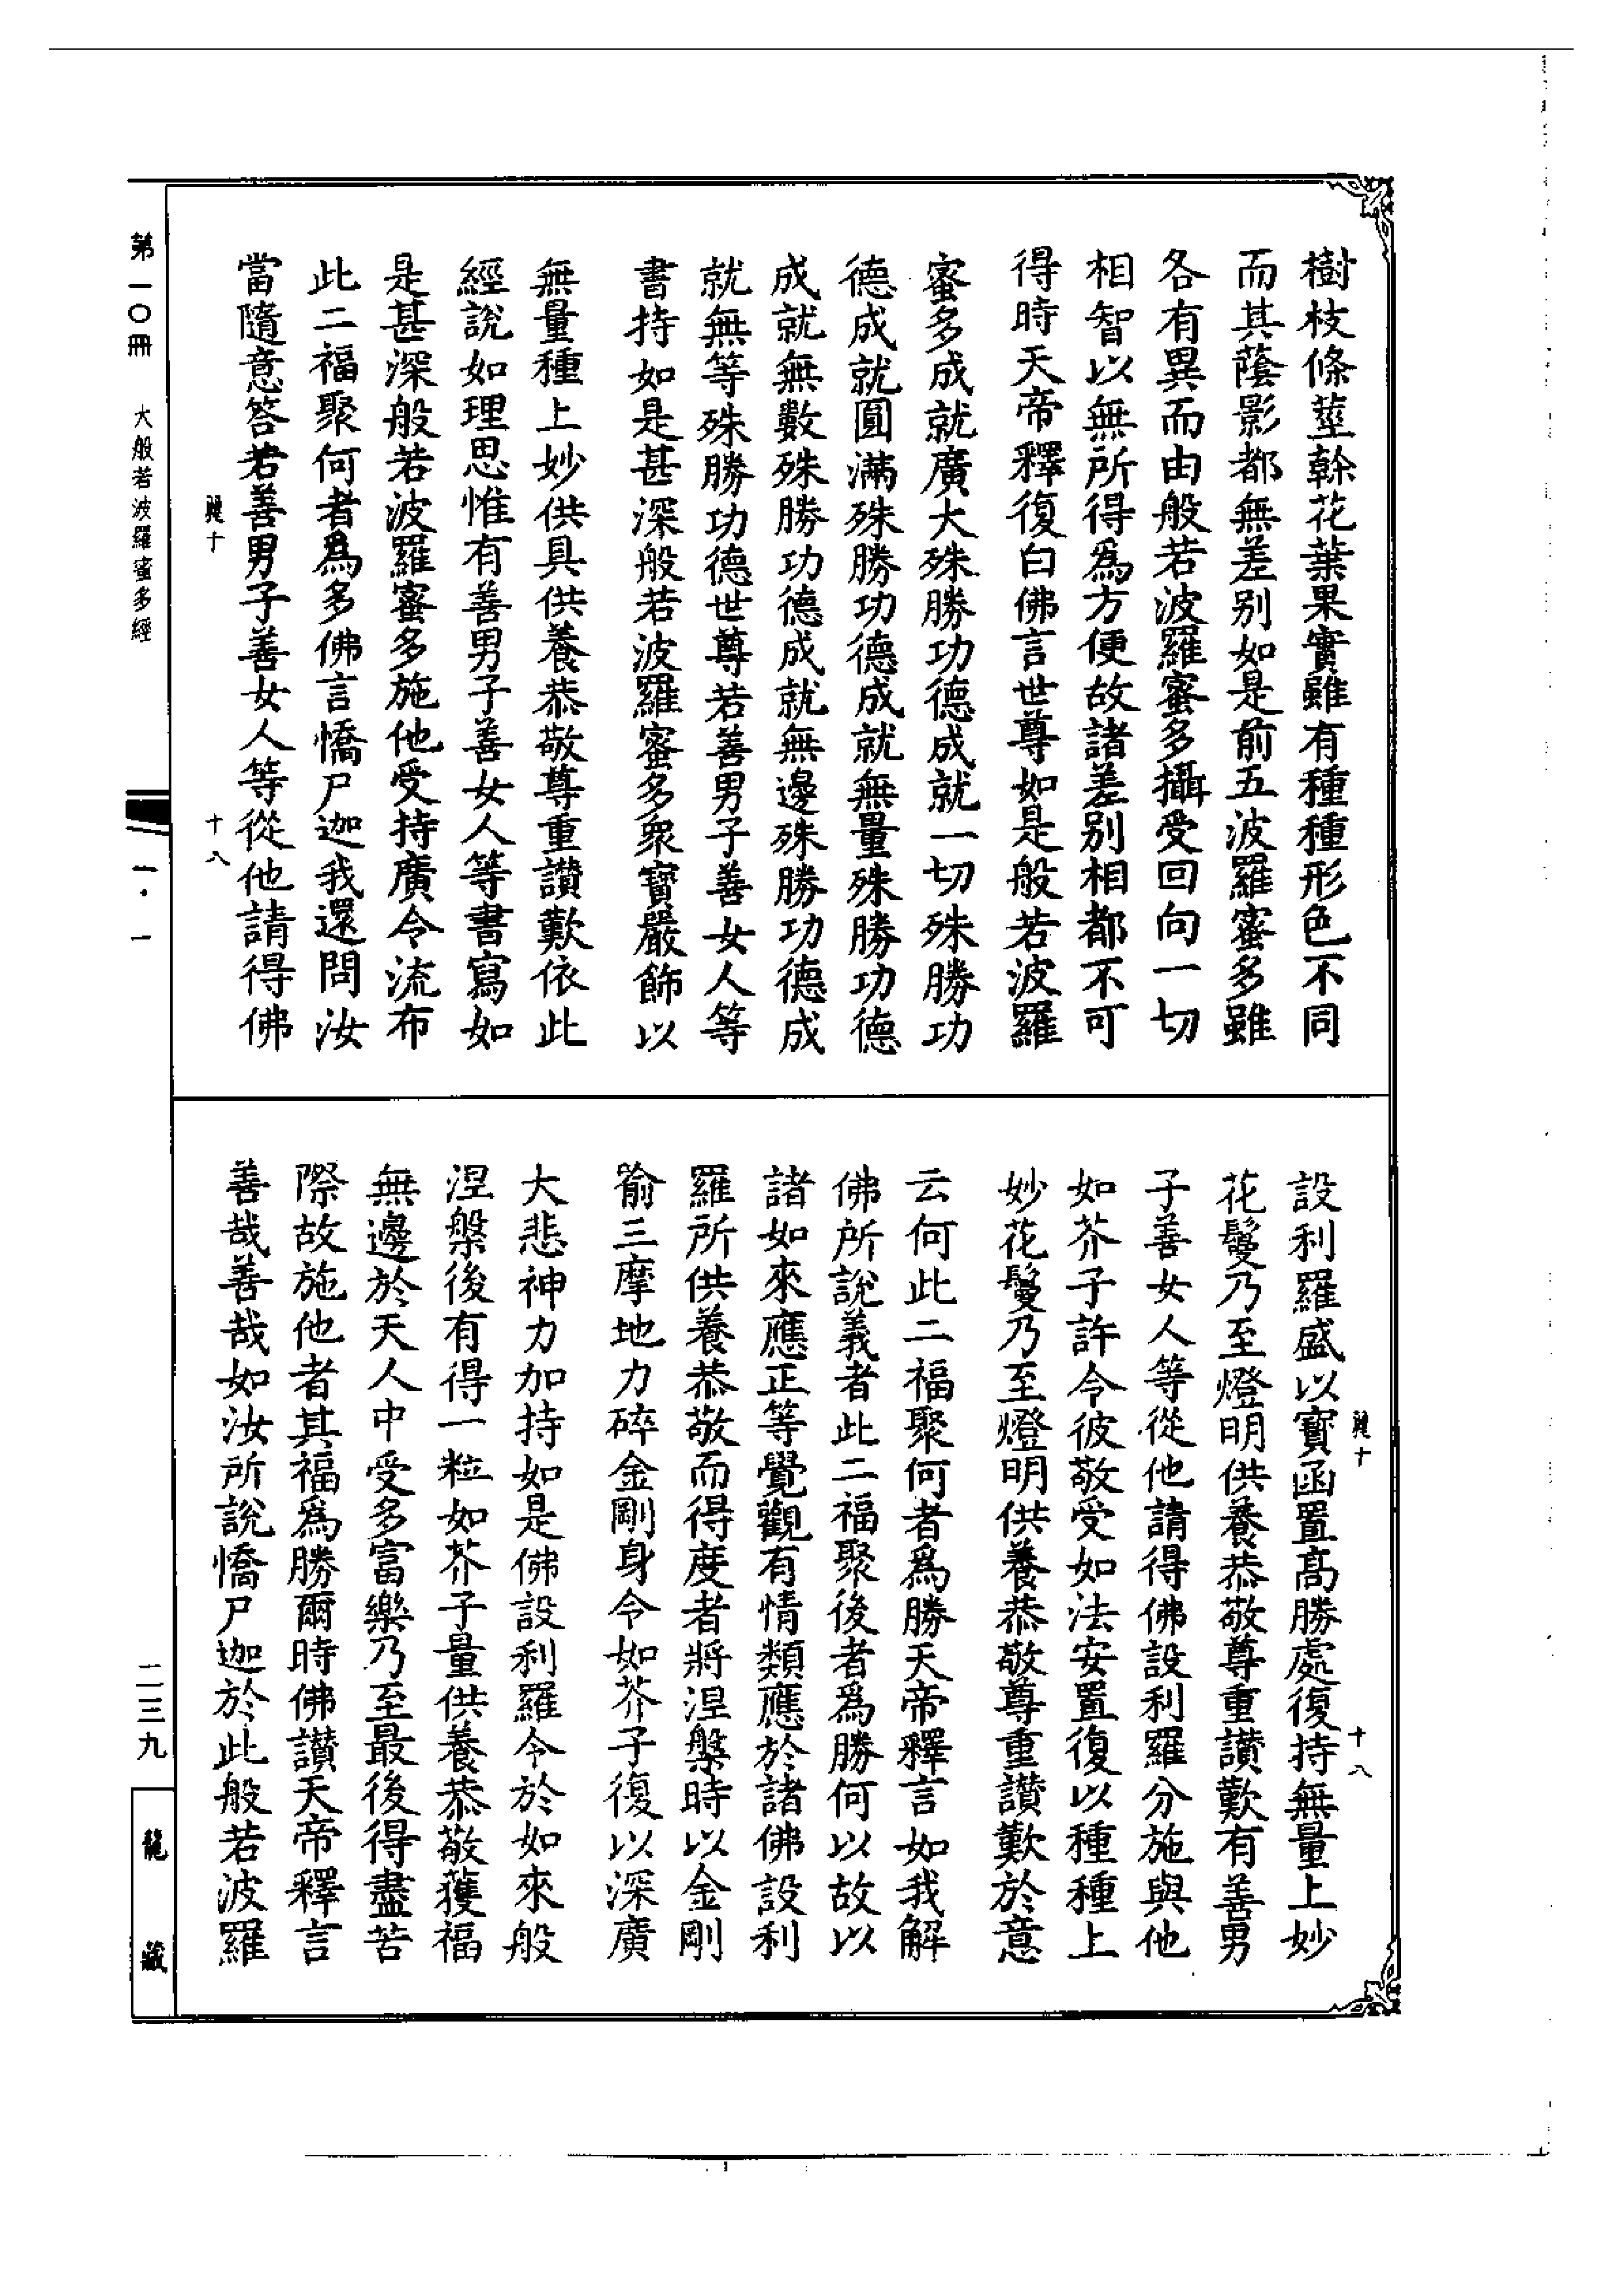 樹枝條莖幹花葉果實雖有種種形色不同
而其蔭影都無差别如是前五波羅蜜多雖
各有異而由般若波羅蜜多攝受回向一切
相智以無所得爲方便故諸差别相都不可
得時天帝釋復白佛言世尊如是般若波羅
蜜多成就廣大殊勝功德成就一切殊勝功
德成就圓滿殊勝功德成就無量殊勝功德
成就無數殊勝功德成就無邊殊勝功德成
就無等殊勝功德世尊若善男子善女人等
書持如是甚深般若波羅蜜多衆寶嚴飾以
無量種上妙供具供養恭敬尊重讃歎依此
經說如理思惟有善男子善女人等書寫如
是甚深般若波羅蜜多施他受持廣令流布
此二福聚何者爲多佛言憍尸迦我還問汝
當隨意答若善男子善女人等從他請得佛
十八
設利羅盛以寶函置髙勝處復持無量上妙
花鬘乃至燈明供養恭敬尊重讃歎有善男
子善女人等從他請得佛設利羅分施與他
如芥子許令彼敬受如法安置復以種種上
妙花鬘乃至燈明供養恭敬尊重讃歎於意
云何此二福聚何者爲勝天帝釋言如我解
佛所說義者此二福聚後者爲勝何以故以
諸如來應正等覺觀有情類應於諸佛設利
羅所供養恭敬而得度者將涅槃時以金剛
喻三摩地力碎金剛身令如芥子復以深廣
大悲神力加持如是佛設利羅令於如來般
涅槃後有得一粒如芥子量供養恭敬獲福
無邊於天人中受多富樂乃至最後得盡苦
際故施他者其福爲勝爾時佛讃天帝釋言
善哉善哉如汝所說憍尸迦於此般若波羅
十八
第一〇冊 大般若波羅蜜多經
一·一
二三九
龍藏